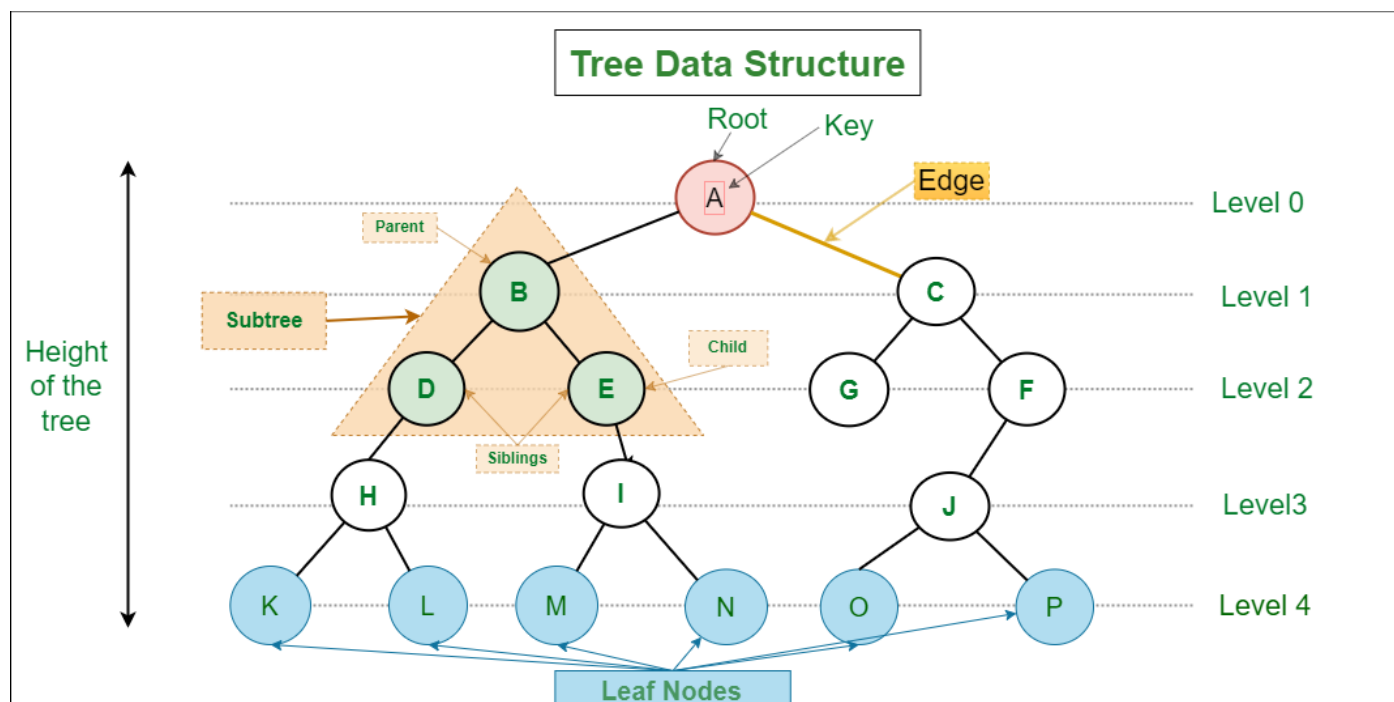 Tree Data Structure
Root
Key
A
Edge
Level 0
Parent
B
C
Level 1
Subtree
Height
of the
tree
Child
D
E
G
F
Level 2
Siblings
H
I
J
Level3
K
L
M
N
O
P
Level 4
Leaf Nodes